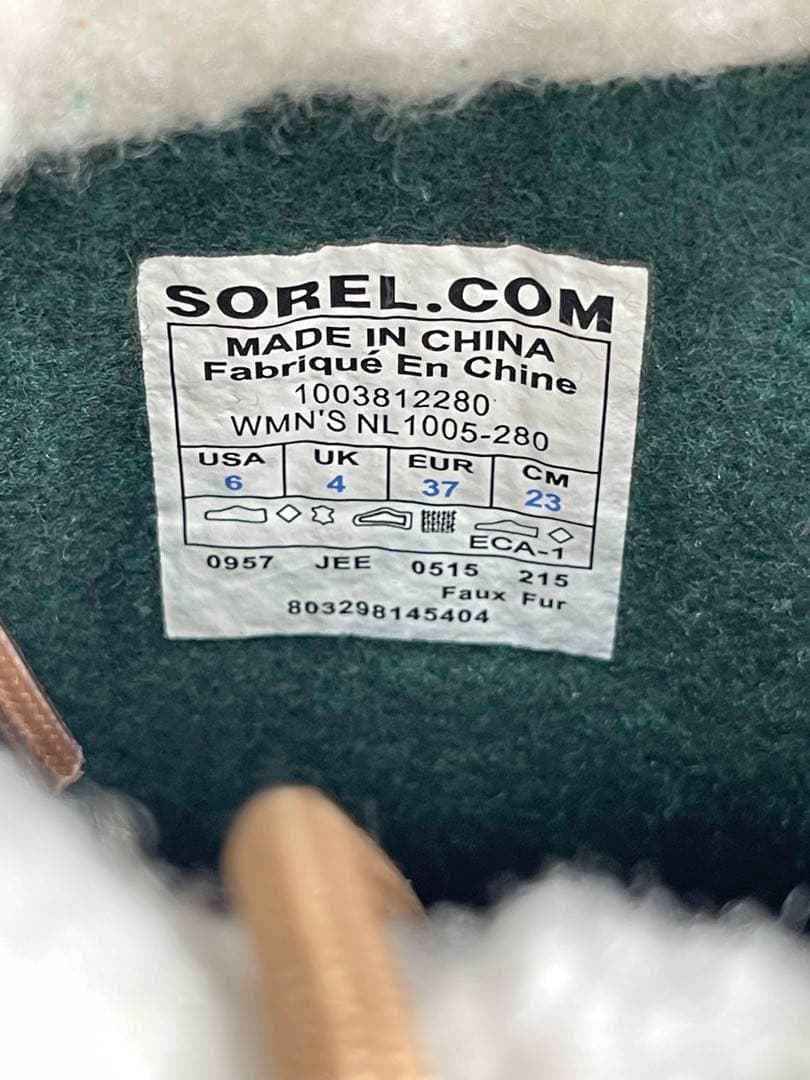 SOREL.COM
MADE IN CHINA
Fabriqué En Chine
1003812280
WMN'S NL1005-280
USA UK EUR CM
6 4 37 23
ECA-1
0957 JEE 0515 215
Faux Fur
803298145404